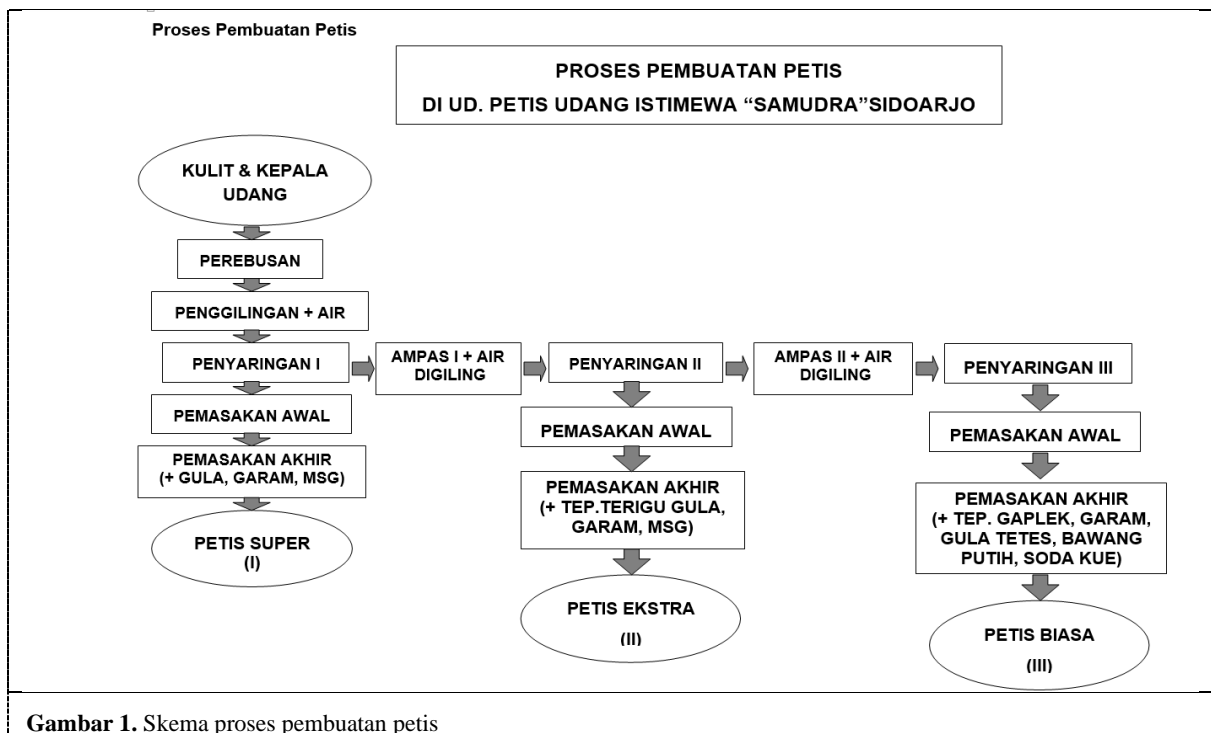 Proses Pembuatan Petis
PROSES PEMBUATAN PETIS
DI UD. PETIS UDANG ISTIMEWA “SAMUDRA”SIDOARJO
KULIT & KEPALA
UDANG
PEREBUSAN
PENGGILINGAN + AIR
PENYARINGAN I
PEMASAKAN AWAL
PEMASAKAN AKHIR
(+ GULA, GARAM, MSG)
PETIS SUPER
(I)
AMPAS I + AIR
DIGILING
PENYARINGAN II
PEMASAKAN AWAL
PEMASAKAN AKHIR
(+ TEP.TERIGU GULA,
GARAM, MSG)
PETIS EKSTRA
(II)
AMPAS II + AIR
DIGILING
PENYARINGAN III
PEMASAKAN AWAL
PEMASAKAN AKHIR
(+ TEP. GAPLEK, GARAM,
GULA TETES, BAWANG
PUTIH, SODA KUE)
PETIS BIASA
(III)
Gambar 1. Skema proses pembuatan petis